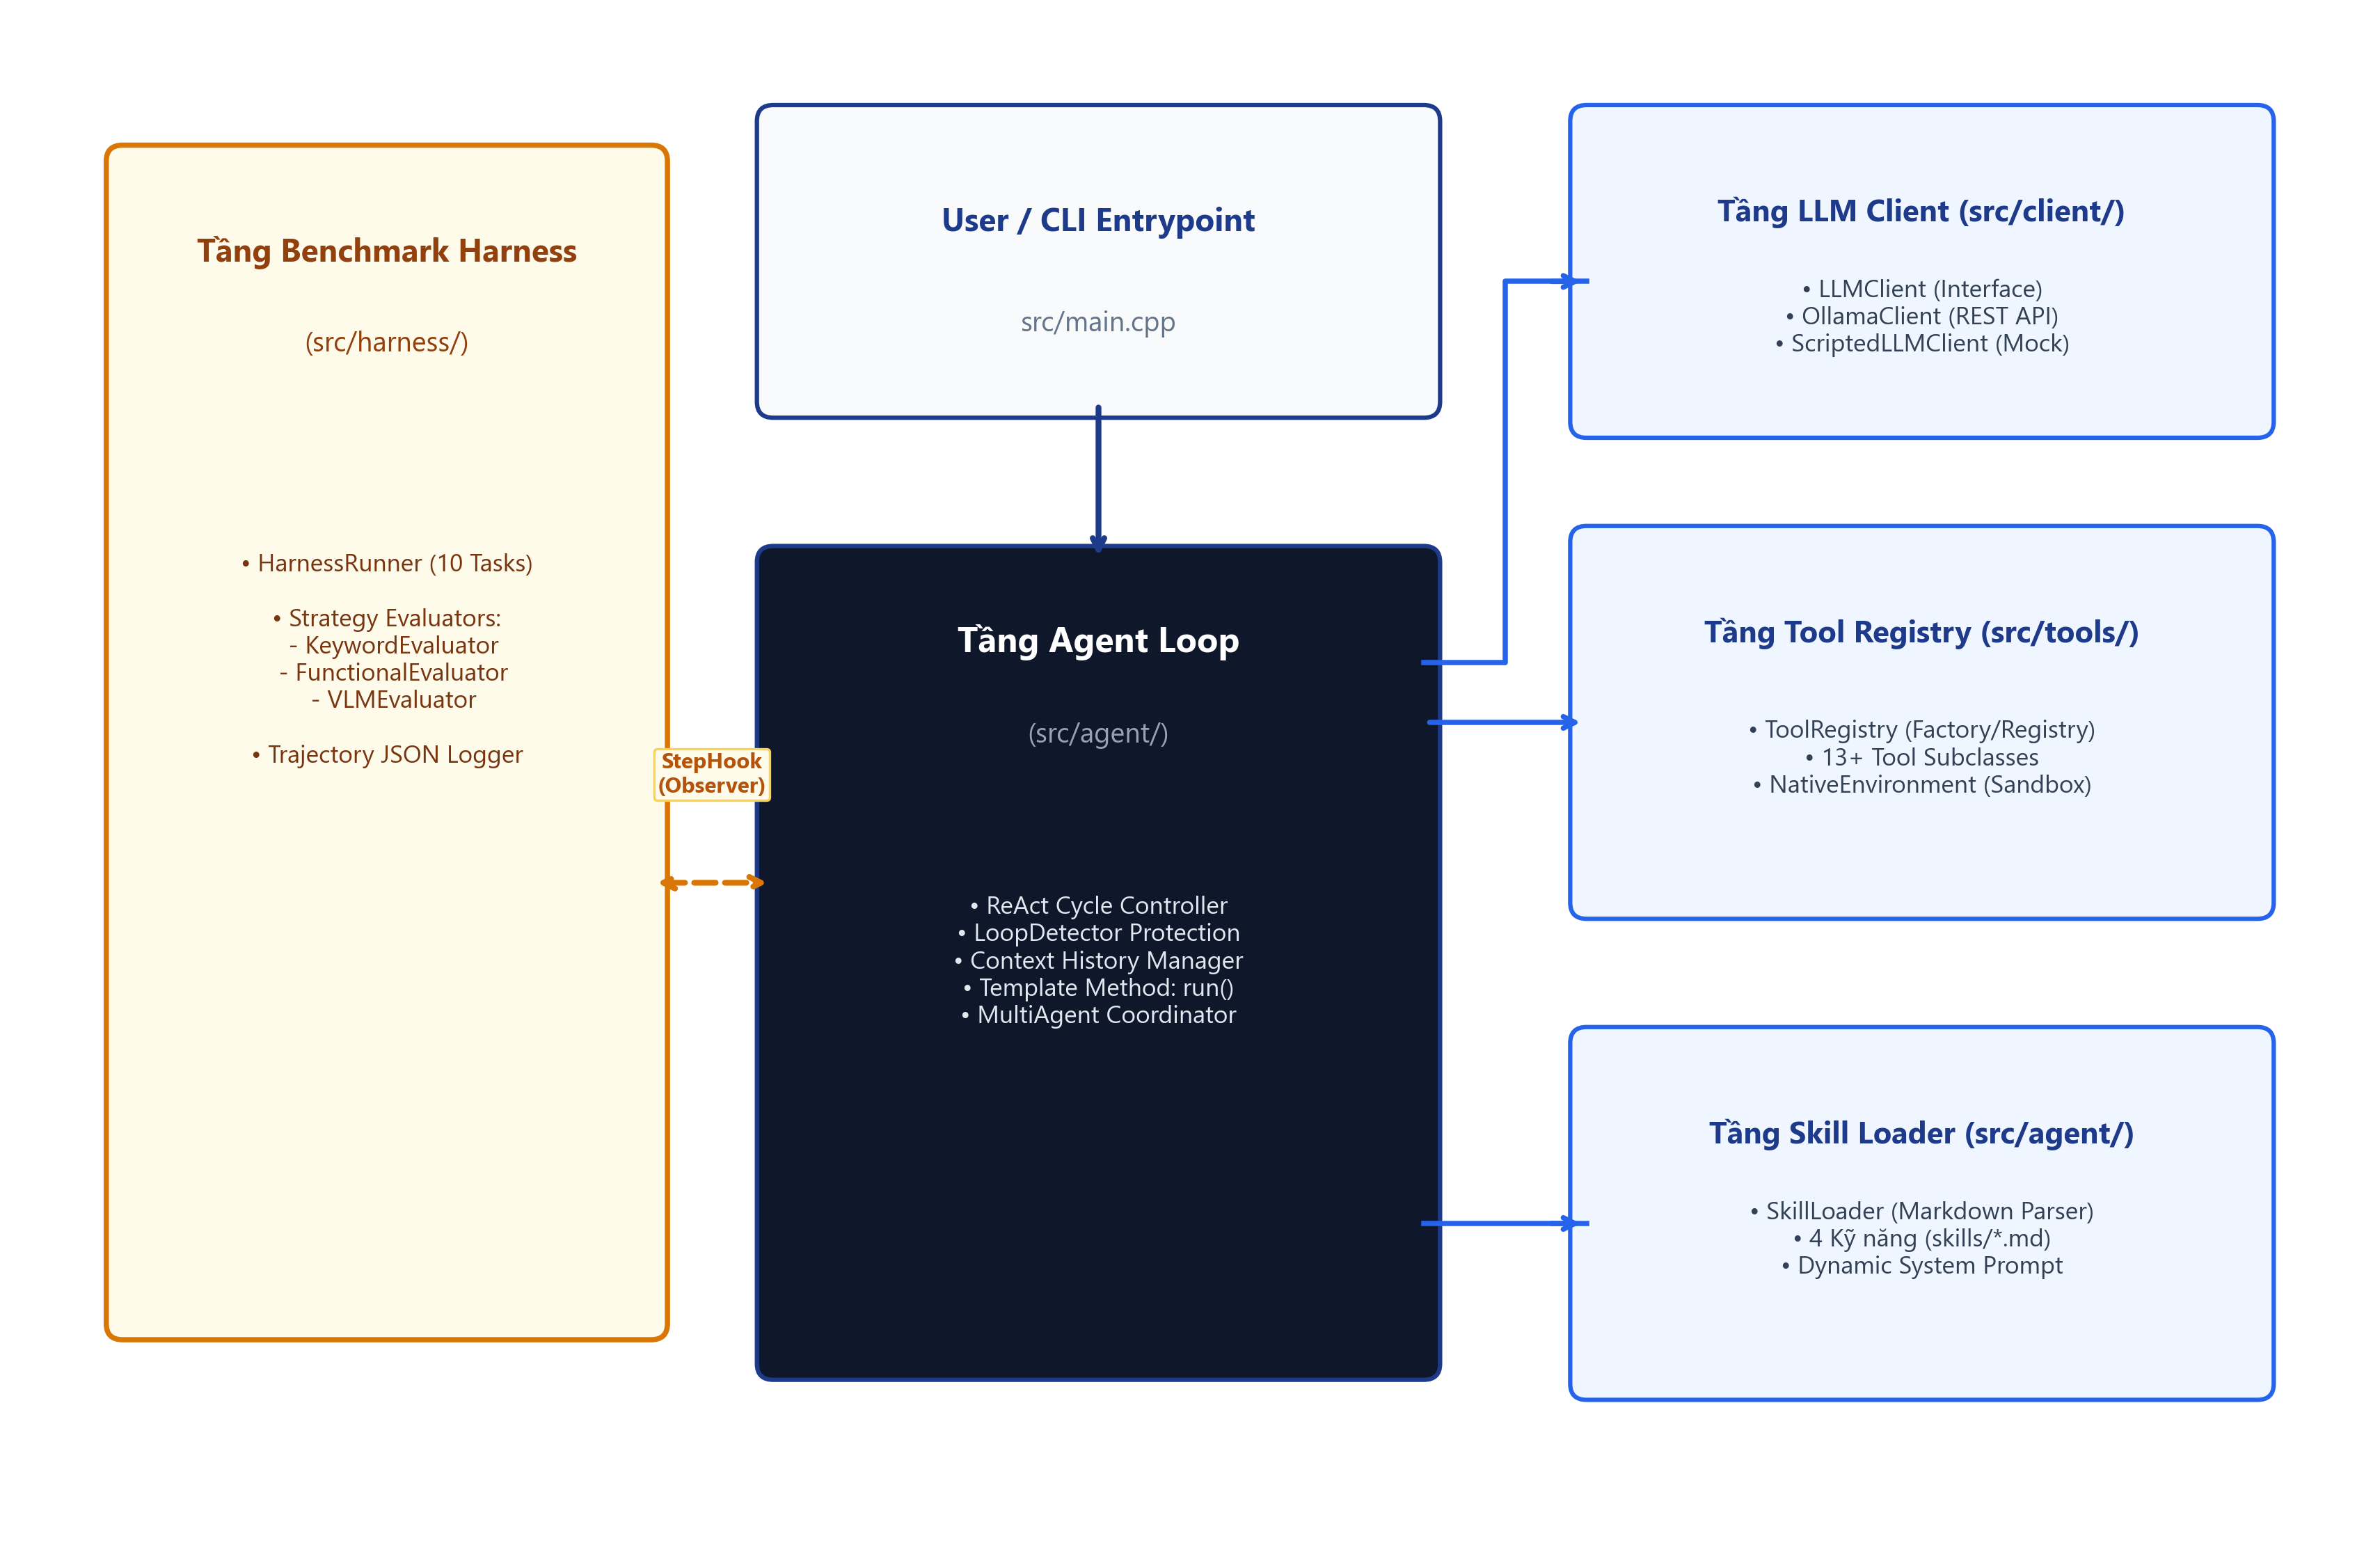 Tầng Benchmark Harness
(src/harness/)
• HarnessRunner (10 Tasks)
• Strategy Evaluators:
- KeywordEvaluator
- FunctionalEvaluator
- VLMEvaluator
• Trajectory JSON Logger
StepHook
(Observer)
User / CLI Entrypoint
src/main.cpp
Tầng Agent Loop
(src/agent/)
• ReAct Cycle Controller
• LoopDetector Protection
• Context History Manager
• Template Method: run()
• MultiAgent Coordinator
Tầng LLM Client (src/client/)
• LLMClient (Interface)
• OllamaClient (REST API)
• ScriptedLLMClient (Mock)
Tầng Tool Registry (src/tools/)
• ToolRegistry (Factory/Registry)
• 13+ Tool Subclasses
• NativeEnvironment (Sandbox)
Tầng Skill Loader (src/agent/)
• SkillLoader (Markdown Parser)
• 4 Kỹ năng (skills/*.md)
• Dynamic System Prompt